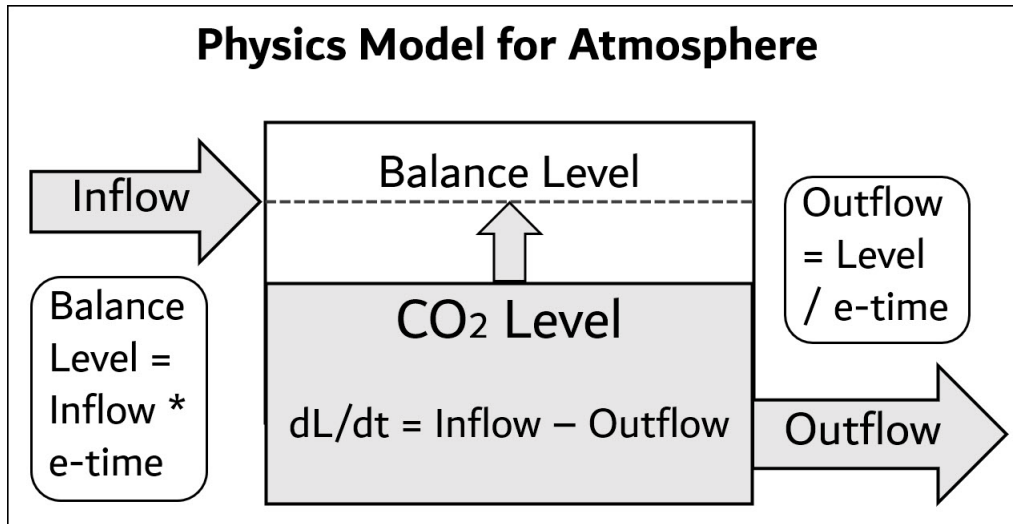 Physics Model for Atmosphere
Inflow
Balance Level
Outflow
= Level
/ e-time
Balance
Level =
Inflow *
e-time
CO₂ Level
dL/dt = Inflow – Outflow
Outflow